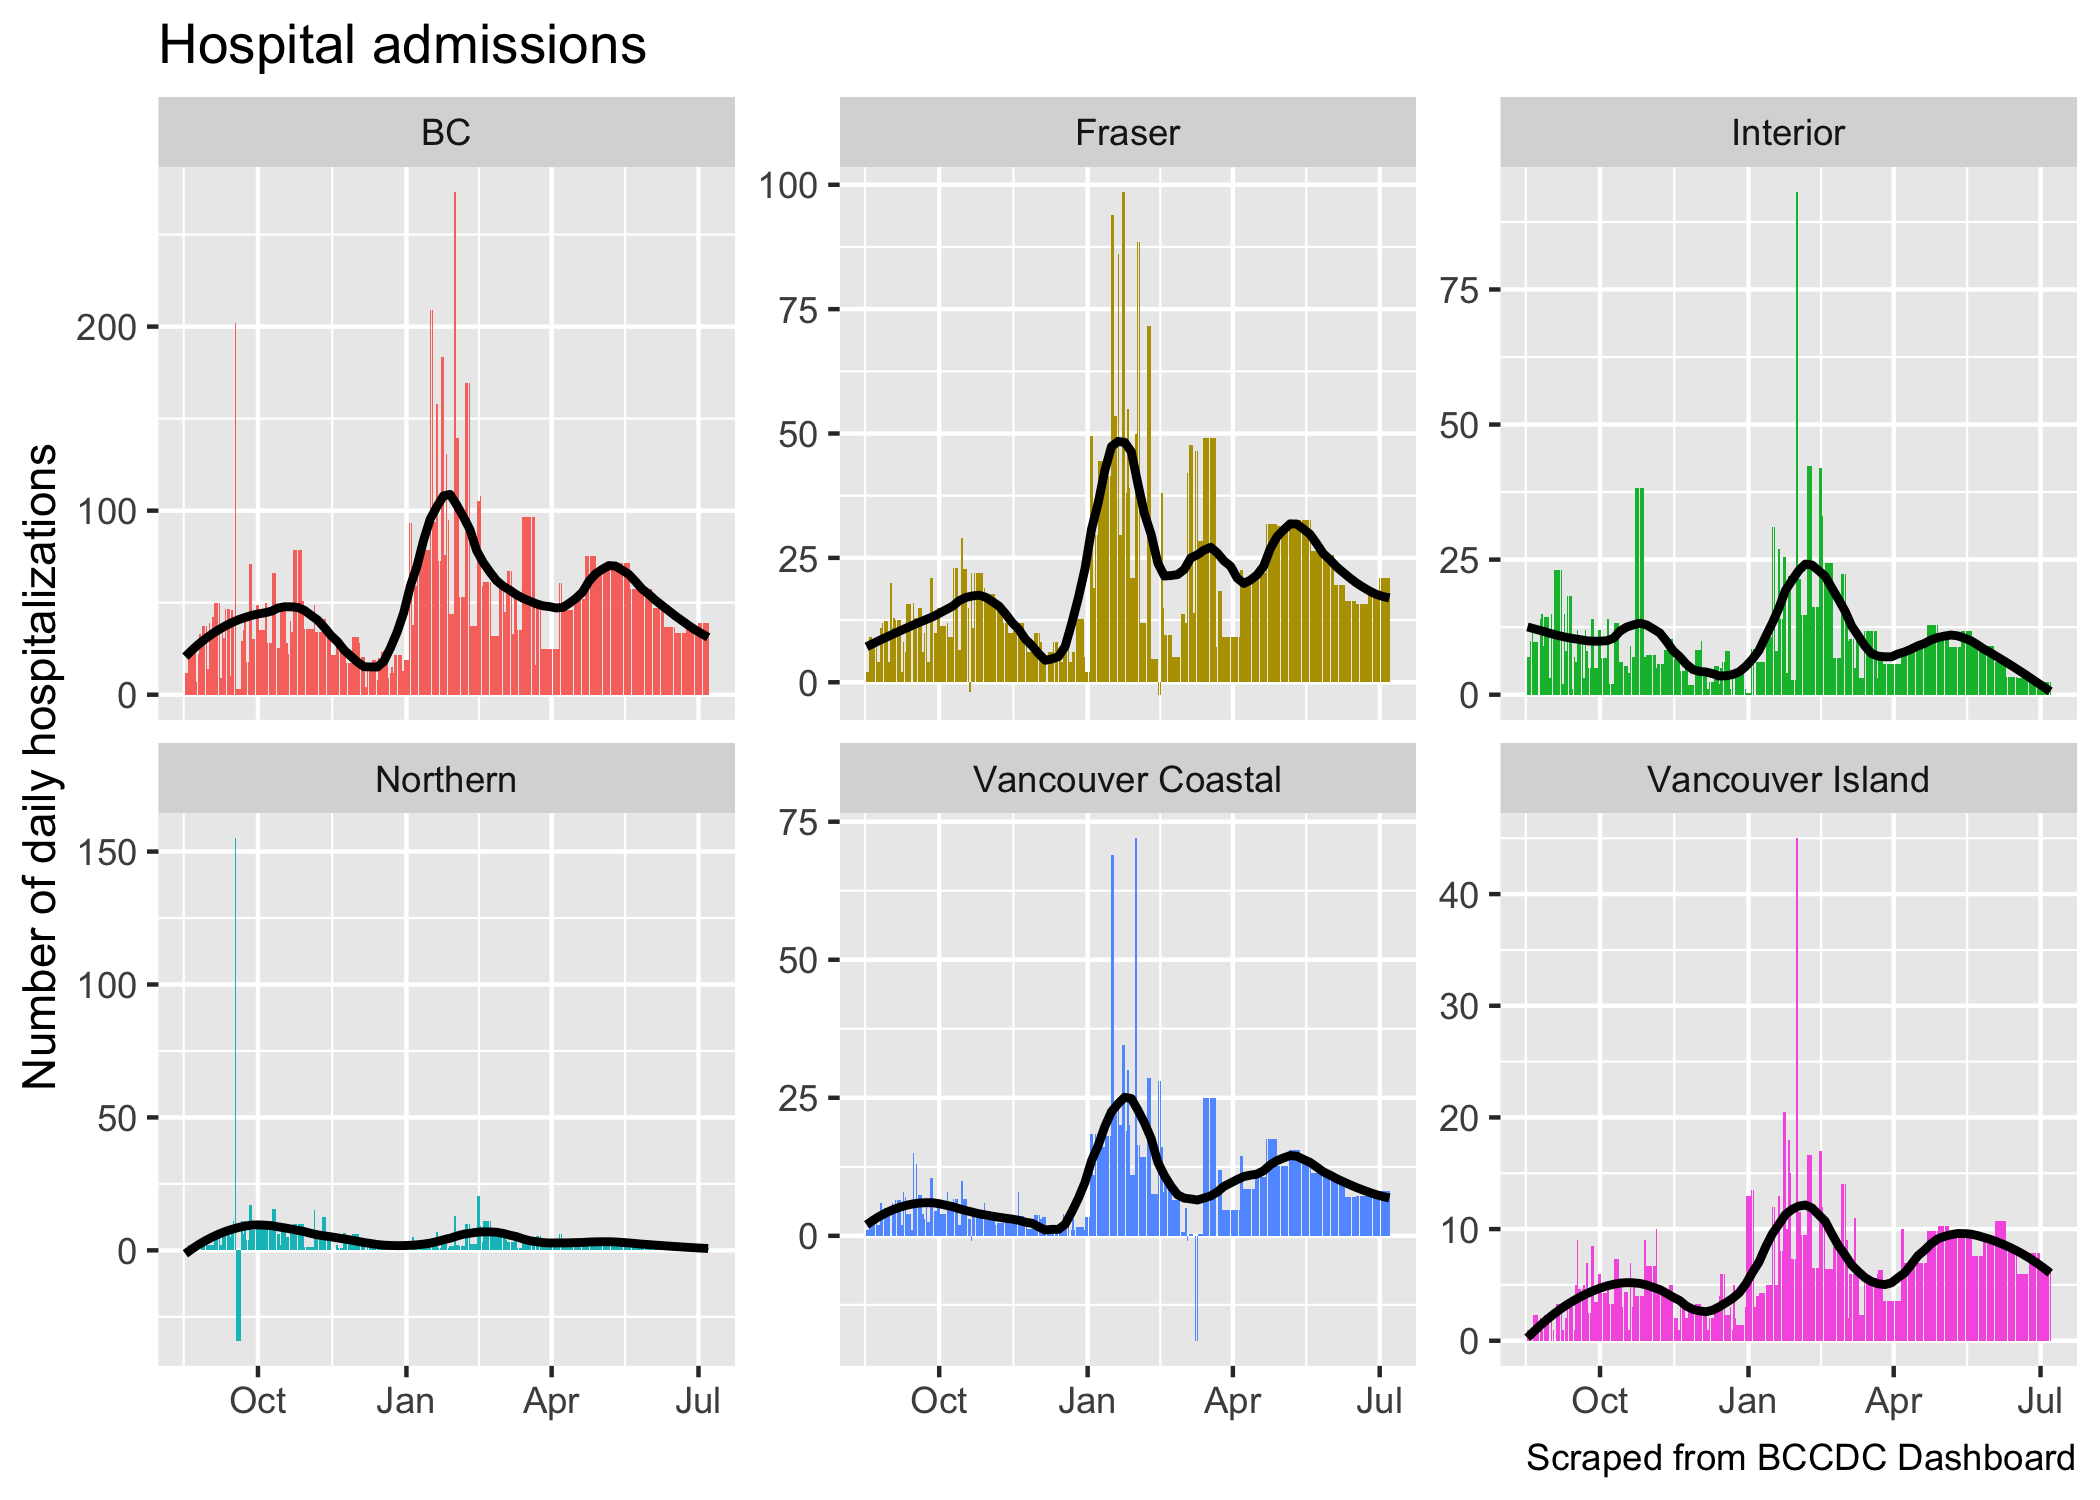 Hospital admissions
BC
Fraser
Interior
200
100
0
100
75
50
25
0
75
50
25
0
Number of daily hospitalizations
Northern
Vancouver Coastal
Vancouver Island
150
100
50
0
75
50
25
0
40
30
20
10
0
Oct Jan Apr Jul
Oct Jan Apr Jul
Oct Jan Apr Jul
Scraped from BCCDC Dashboard